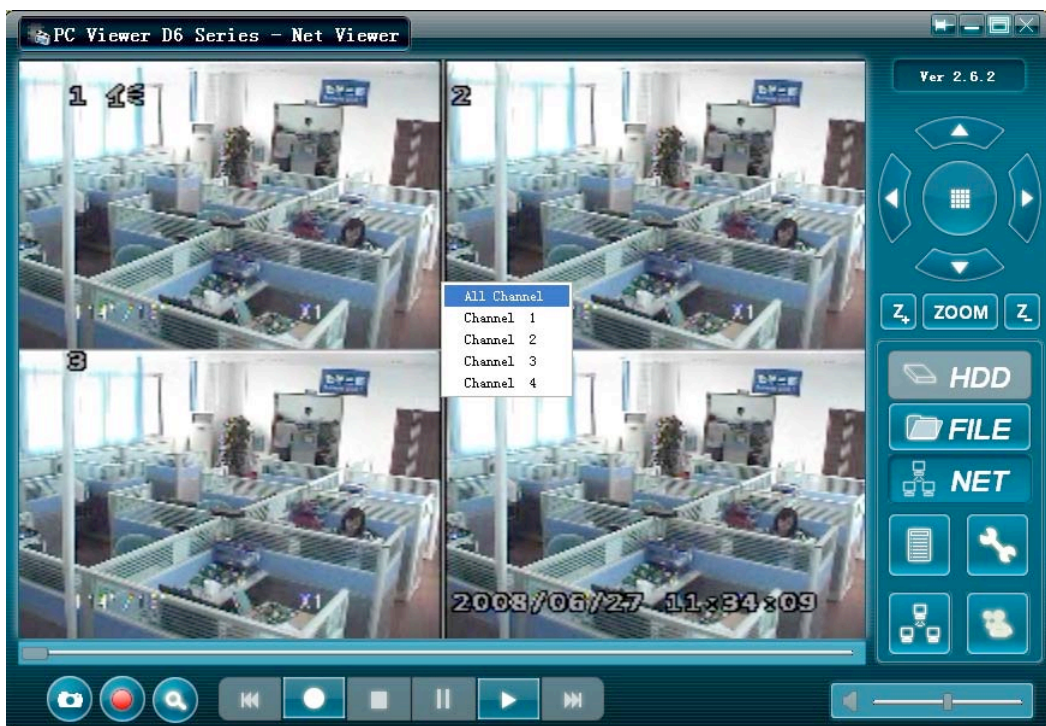 PC Viewer D6 Series - Net Viewer
Ver 2.6.2
1
2
X1
All Channel
Channel 1
Channel 2
Channel 3
Channel 4
3
X1
2008/06/27 11:34:09
Z+ ZOOM Z-
HDD
FILE
NET